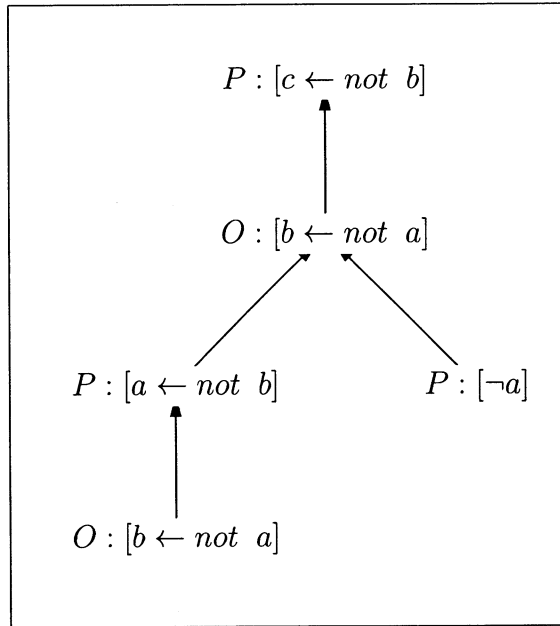 P : [c ← not b]
O : [b ← not a]
P : [a ← not b]
P : [¬a]
O : [b ← not a]